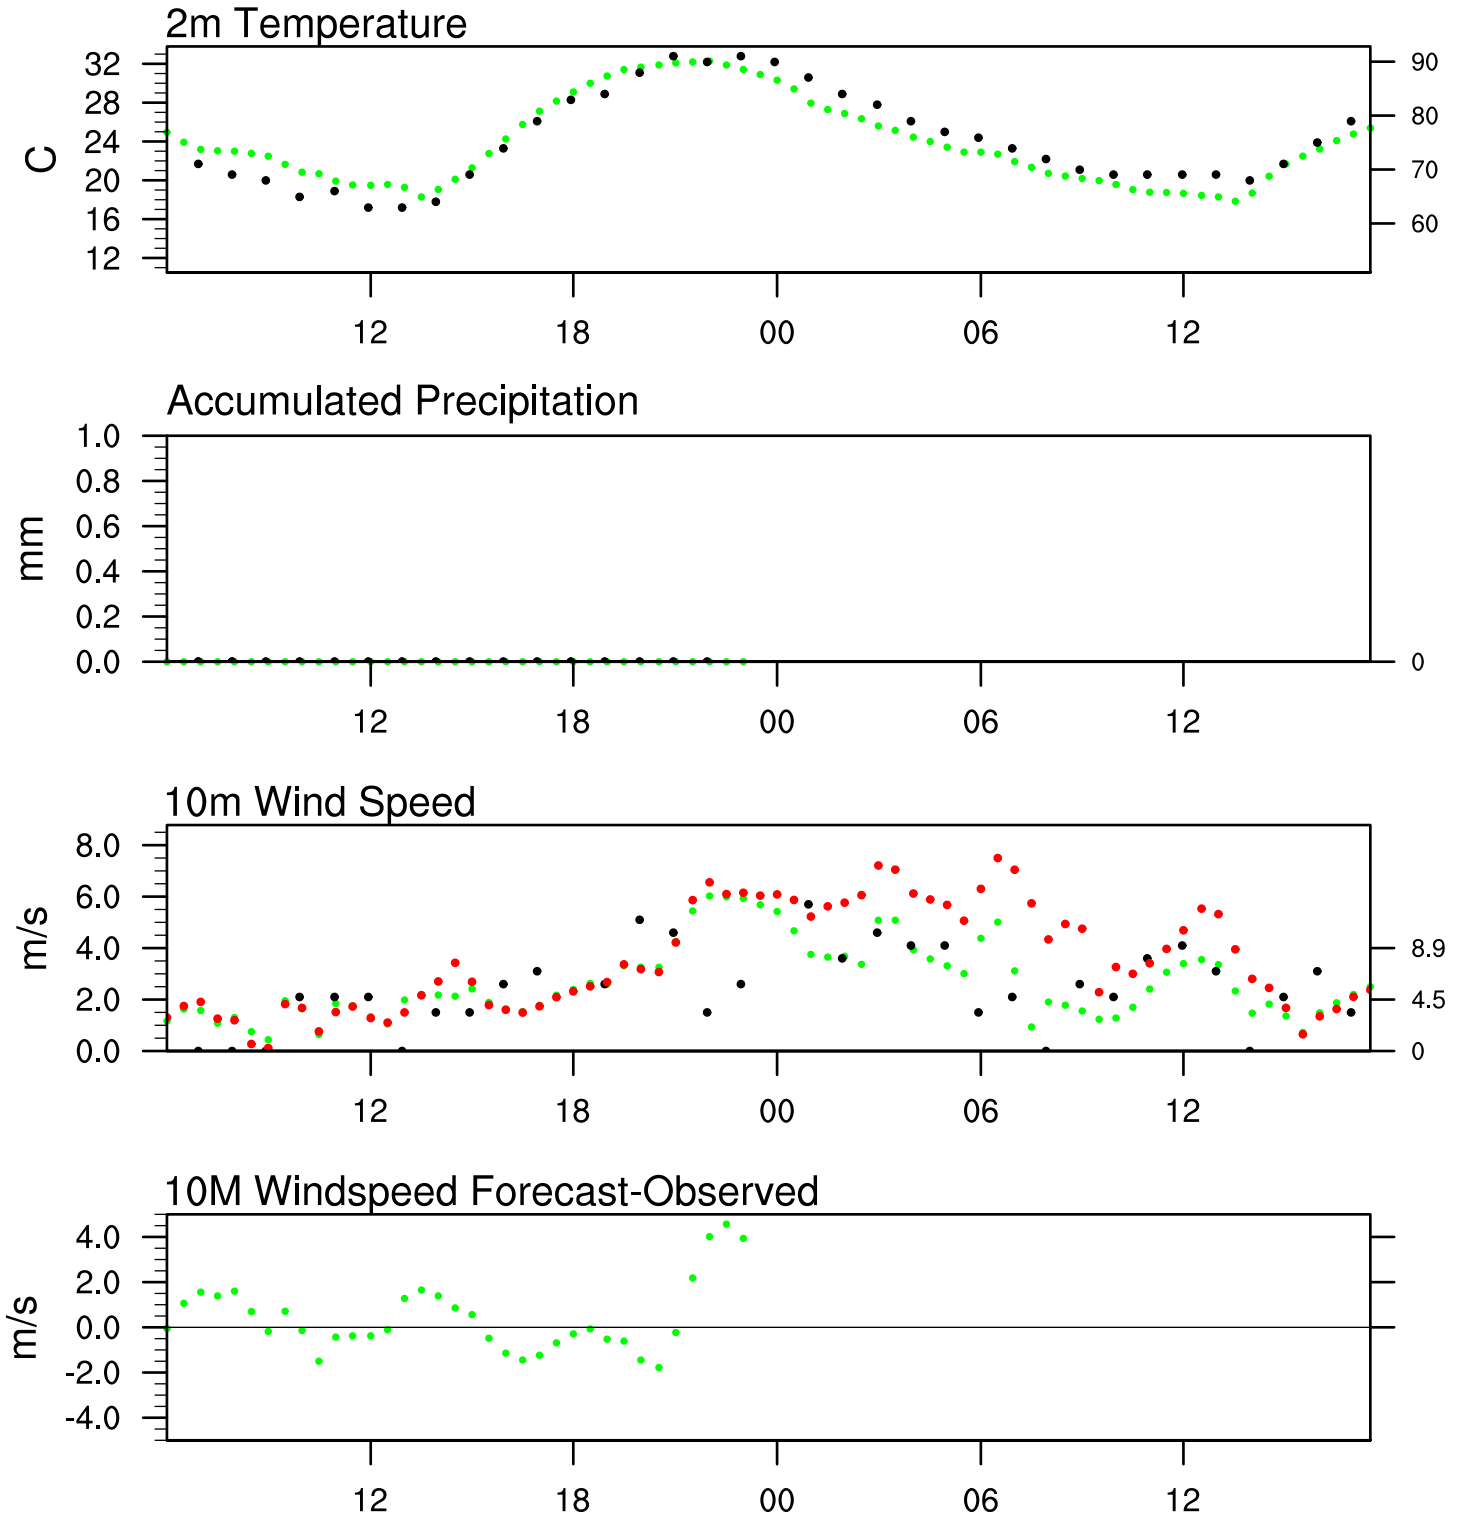 2m Temperature
32 90
28 80
24
C
20 70
16 60
12
12 18 00 06 12
Accumulated Precipitation
1.0
0.8
0.6
mm
0.4
0.2
0.0 0
12 18 00 06 12
10m Wind Speed
8.0
6.0
m/s
4.0 8.9
2.0 4.5
0.0 0
12 18 00 06 12
10M Windspeed Forecast-Observed
4.0
2.0
m/s
0.0
-2.0
-4.0
12 18 00 06 12